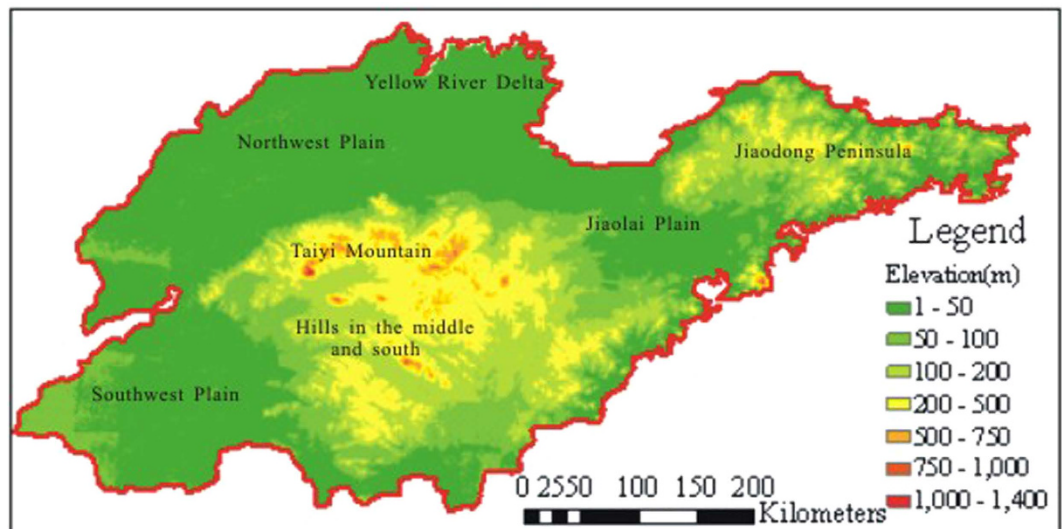 Yellow River Delta
Northwest Plain
Jiaodong Peninsula
Jiaolai Plain
Taiyi Mountain
Hills in the middle
and south
Southwest Plain
Legend
Elevation(m)
1 - 50
50 - 100
100 - 200
200 - 500
500 - 750
750 - 1,000
1,000 - 1,400
0 2550 100 150 200
Kilometers